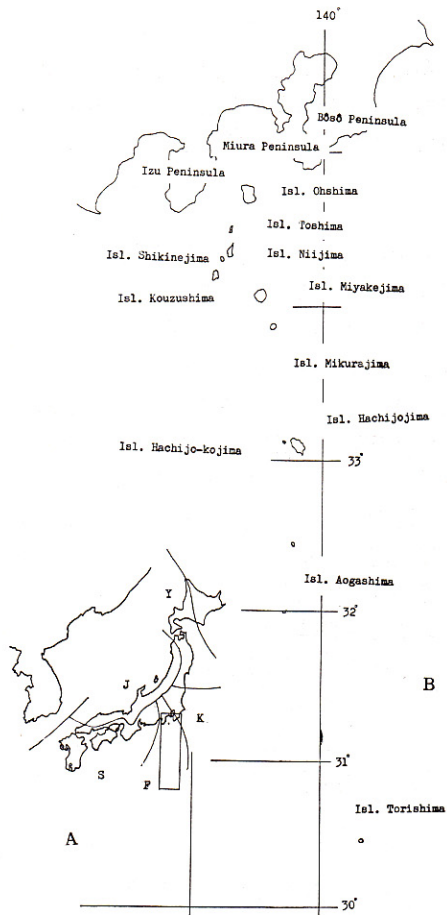 140°
Bôsô Peninsula
Miura Peninsula
Izu Peninsula
Isl. Ohshima
Isl. Toshima
Isl. Shikinejima
Isl. Niijima
Isl. Kouzushima
Isl. Miyakejima
Isl. Mikurajima
Isl. Hachijojima
Isl. Hachijo-kojima
33°
Isl. Aogashima
32°
Y
J
B
K
S
F
31°
Isl. Torishima
A
30°